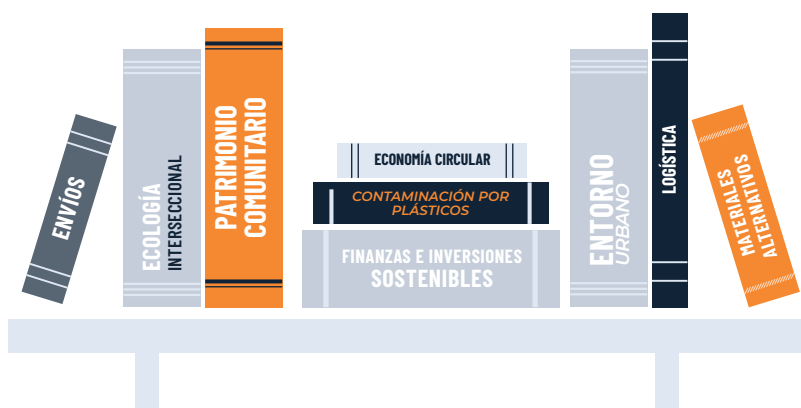 ENVÍOS
ECOLOGÍA
INTERSECCIONAL
PATRIMONIO
COMUNITARIO
ECONOMÍA CIRCULAR
CONTAMINACIÓN POR
PLÁSTICOS
FINANZAS E INVERSIONES
SOSTENIBLES
ENTORNO
URBANO
LOGÍSTICA
MATERIALES
ALTERNATIVOS